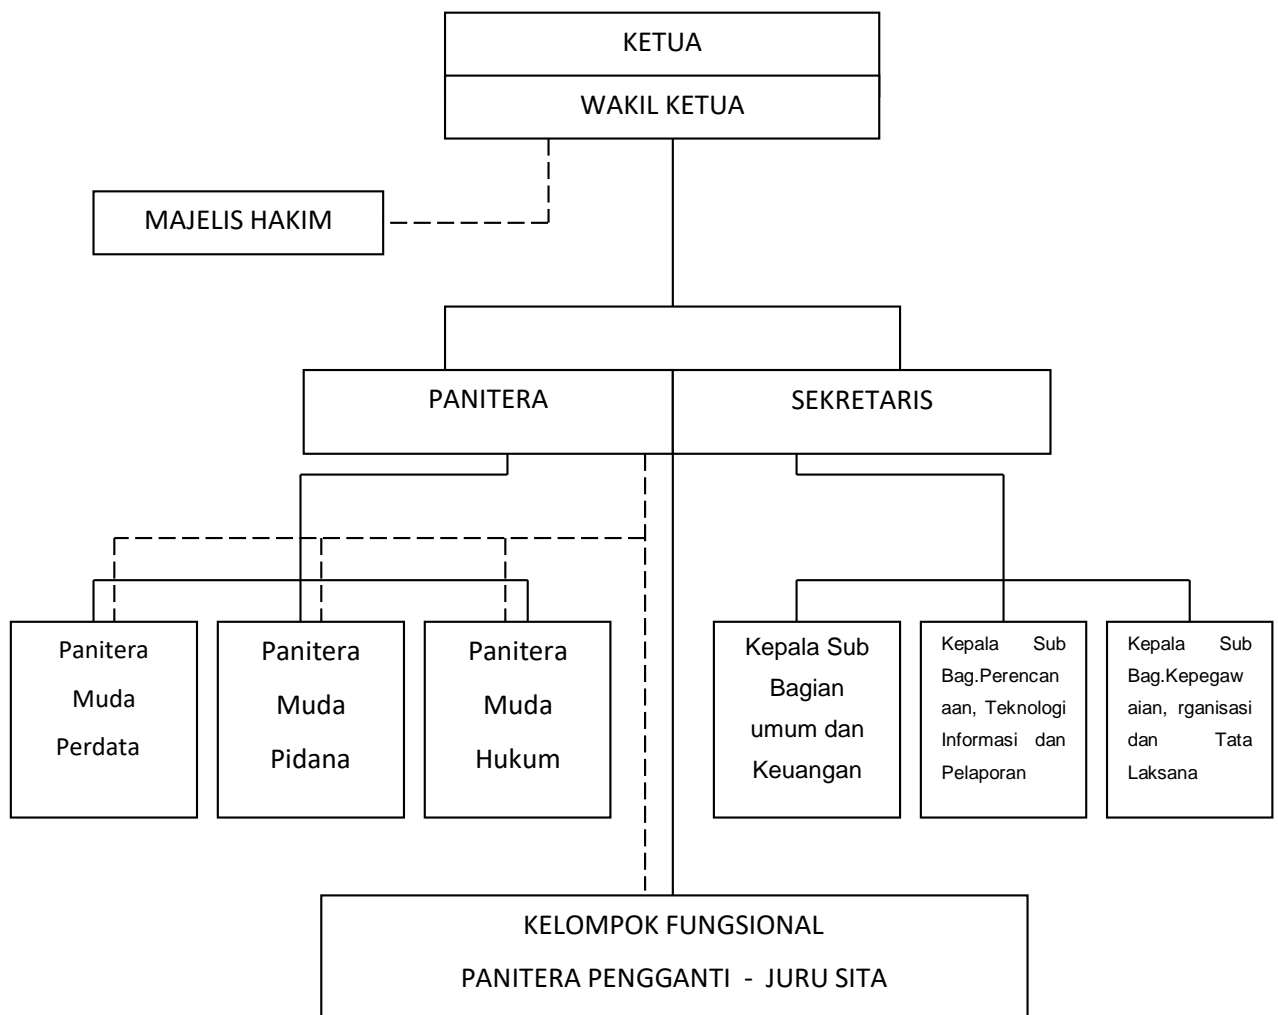 KETUA
WAKIL KETUA
MAJELIS HAKIM
PANITERA
SEKRETARIS
Panitera
Muda
Perdata
Panitera
Muda
Pidana
Panitera
Muda
Hukum
Kepala Sub
Bagian
umum dan
Keuangan
Kepala Sub
Bag.Perencan
aan, Teknologi
Informasi dan
Pelaporan
Kepala Sub
Bag.Kepegaw
aian, rganisasi
dan Tata
Laksana
KELOMPOK FUNGSIONAL
PANITERA PENGGANTI - JURU SITA